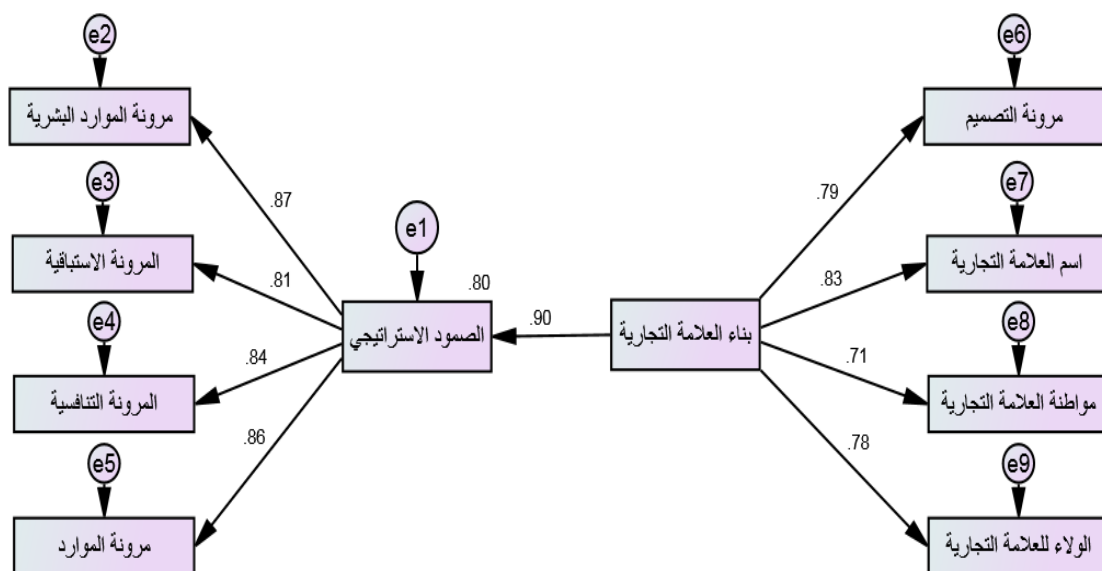 e2
e6
مرونة الموارد البشرية
مرونة التصميم
e3
e7
.87
.79
e1
المرونة الاستباقية
اسم العلامة التجارية
.81
.83
.80
e4
e8
الصمود الاستراتيجي
.90
بناء العلامة التجارية
.84
.71
المرونة التنافسية
مواطنة العلامة التجارية
.86
.78
e5
e9
مرونة الموارد
الولاء للعلامة التجارية